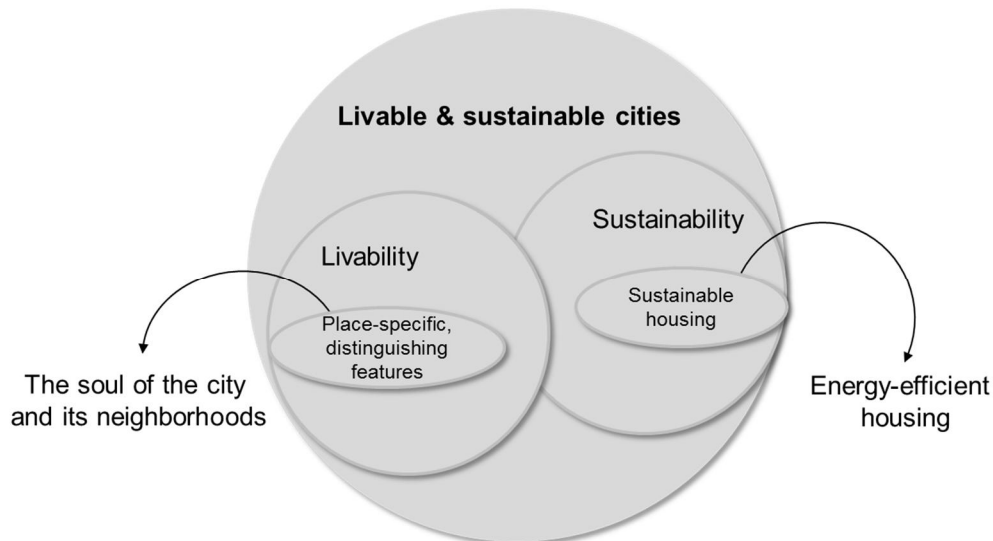 Livable & sustainable cities
Sustainability
Livability
Sustainable
housing
Place-specific,
distinguishing
features
The soul of the city
and its neighborhoods
Energy-efficient
housing